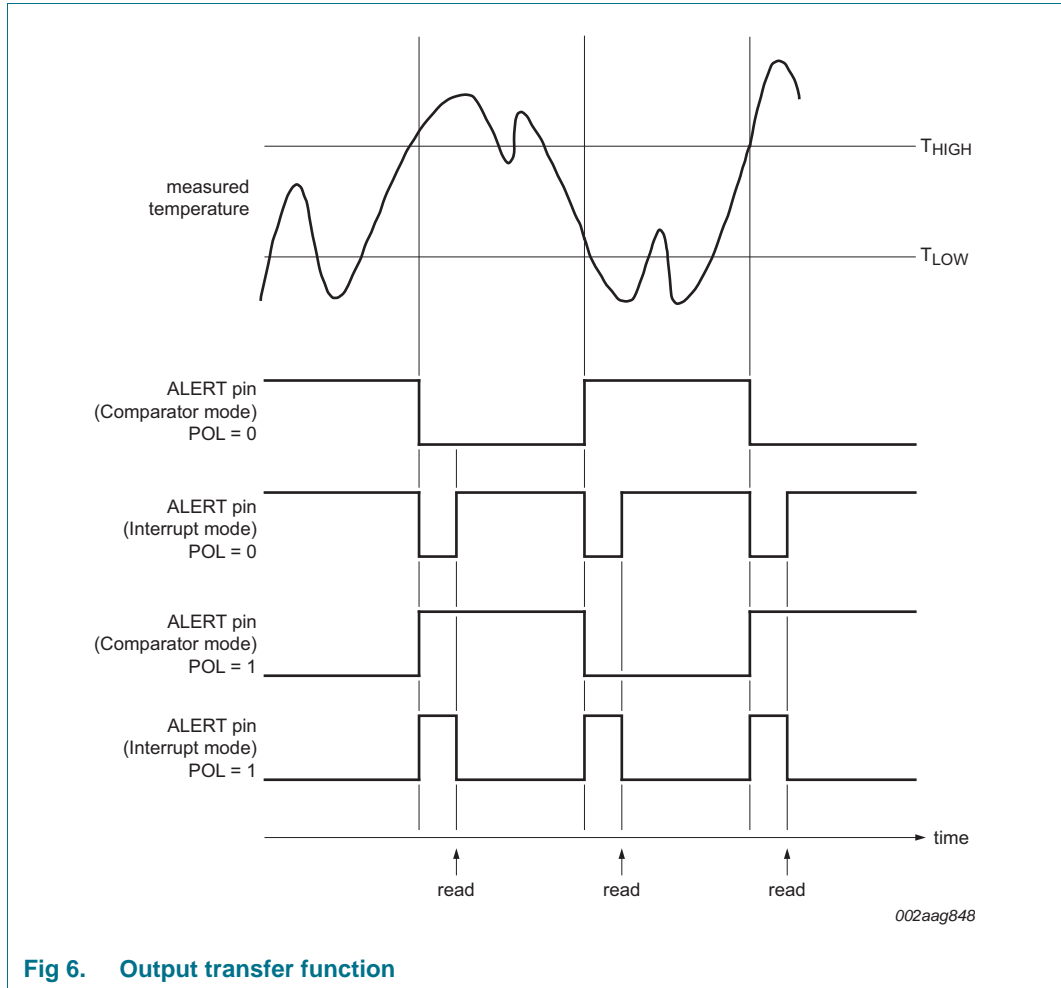 measured
temperature
THIGH
TLOW
ALERT pin
(Comparator mode)
POL = 0
ALERT pin
(Interrupt mode)
POL = 0
ALERT pin
(Comparator mode)
POL = 1
ALERT pin
(Interrupt mode)
POL = 1
time
read read read
002aag848
Fig 6. Output transfer function